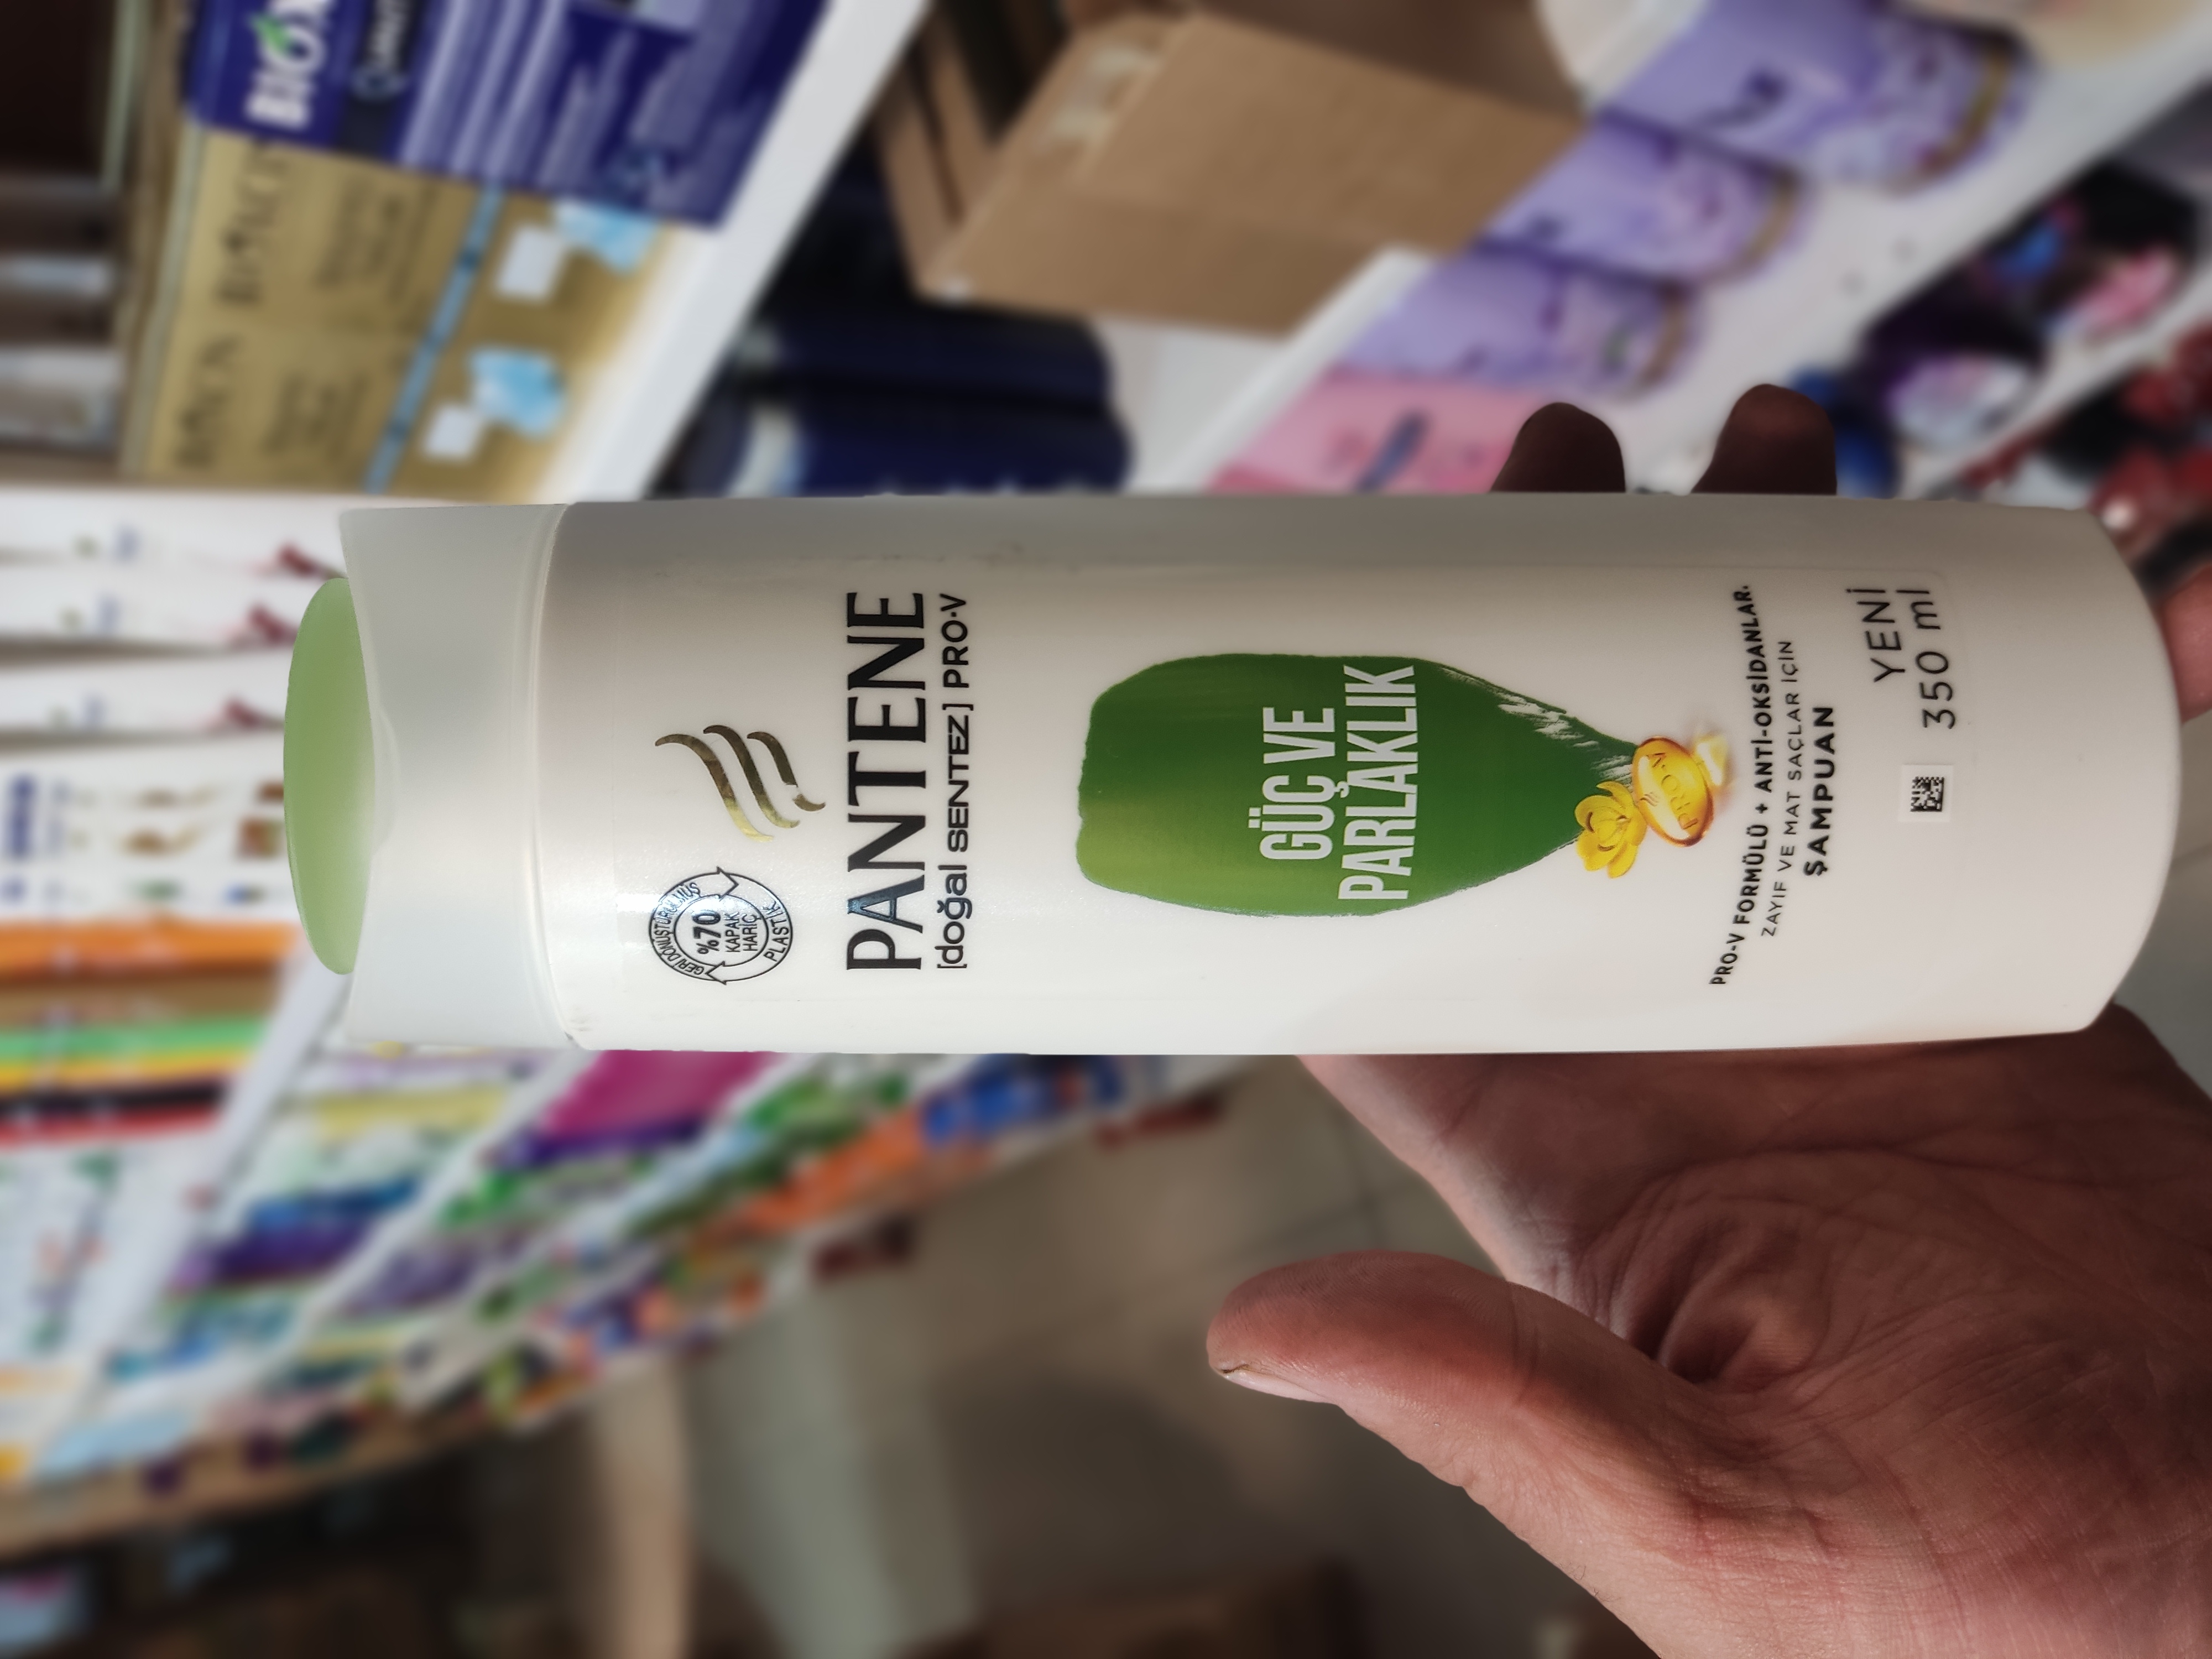 GERİ DÖNÜŞTÜRÜLMÜŞ
%70
KAPAK
HARİÇ
PLASTİK
PANTENE
[doğal SENTEZ] PRO-V
GÜÇ VE
PARLAKLIK
PRO-V
PRO-V FORMÜLÜ + ANTİ-OKSİDANLAR.
ZAYIF VE MAT SAÇLAR İÇİN
ŞAMPUAN
YENİ
350 ml